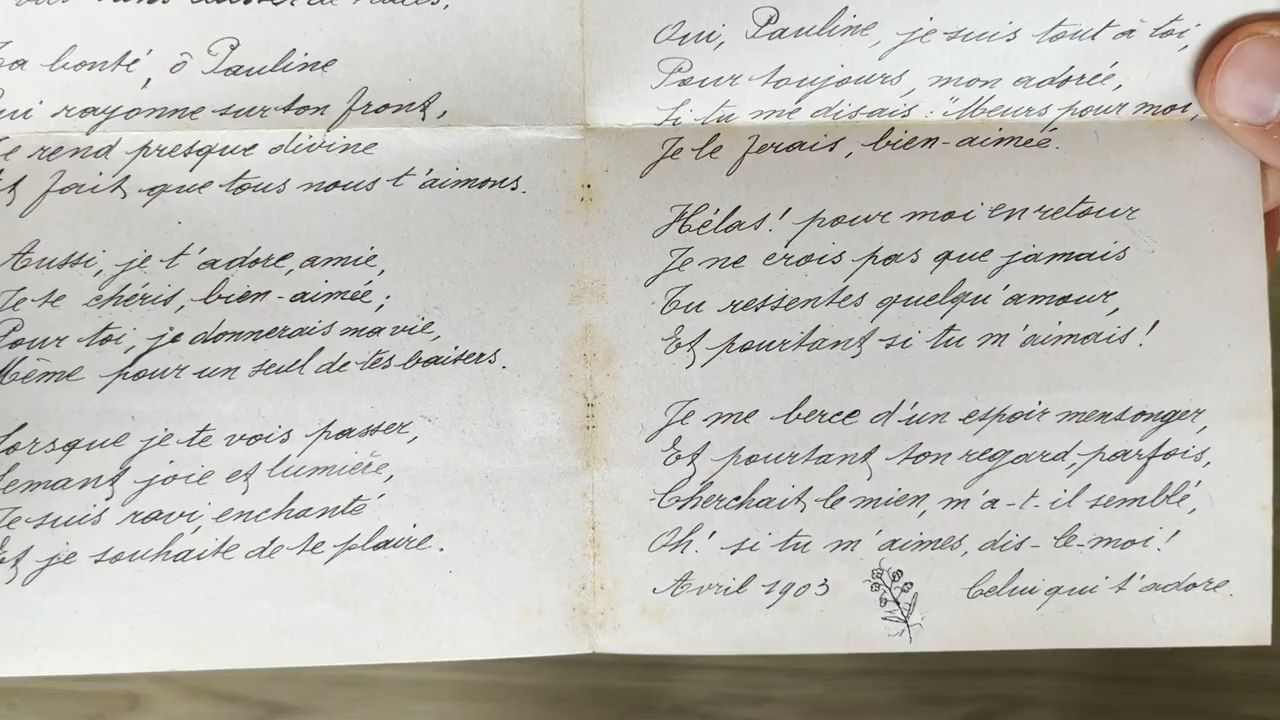 ô Pauline
rayonne sur ton front,
rend presque divine
fait que tous nous t'aimons.
Aussi, je t'adore, amie,
Je te chéris, bien-aimée;
Pour toi, je donnerais ma vie,
Même pour un seul de tes baisers.
Lorsque je te vois passer,
Semant joie et lumière,
Je suis ravi, enchanté
Et je souhaite de te plaire.
Oui, Pauline, je suis tout à toi,
Pour toujours, mon adorée,
Si tu me disais : "Meurs pour moi,
Je le ferais, bien-aimée.
Hélas! pour moi en retour
Je ne crois pas que jamais
Tu ressentes quelqu'amour,
Et pourtant si tu m'aimais!
Je me berce d'un espoir mensonger,
Et pourtant ton regard, parfois,
Cherchait le mien, m'a-t-il semblé,
Oh! si tu m'aimes, dis-le-moi!
Avril 1903 Celui qui t'adore.